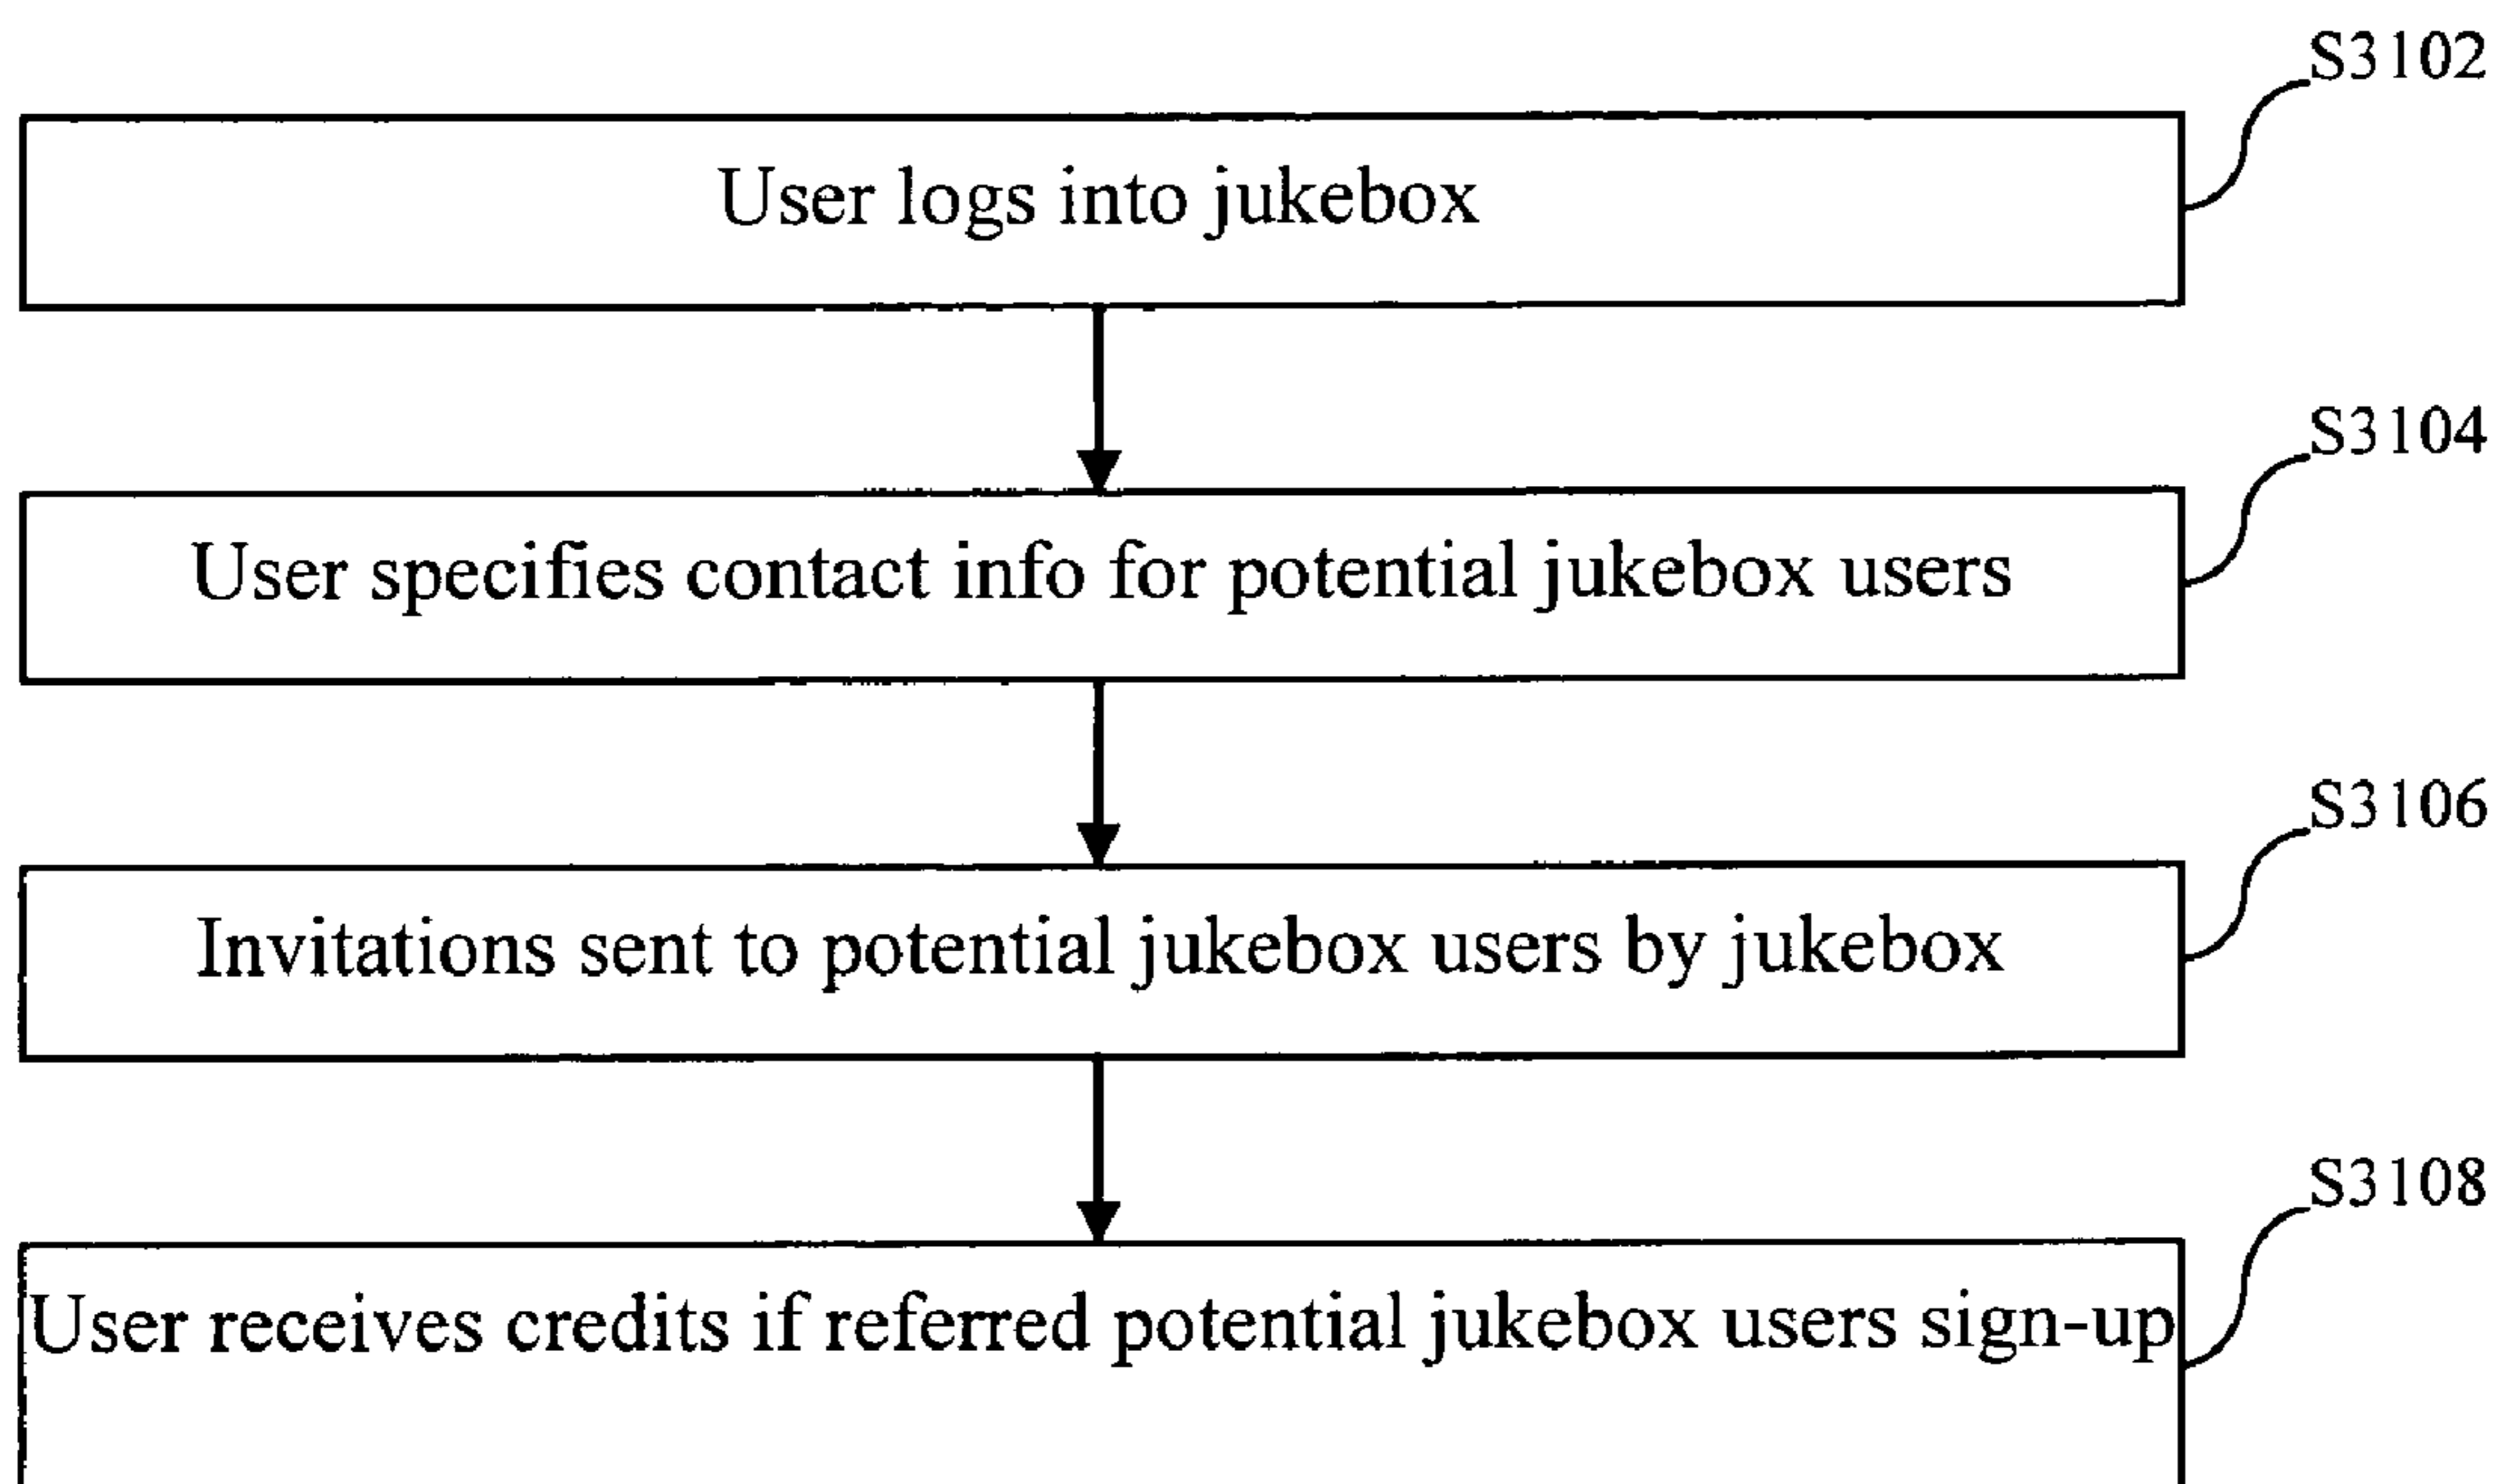 S3102
User logs into jukebox
S3104
User specifies contact info for potential jukebox users
S3106
Invitations sent to potential jukebox users by jukebox
S3108
User receives credits if referred potential jukebox users sign-up